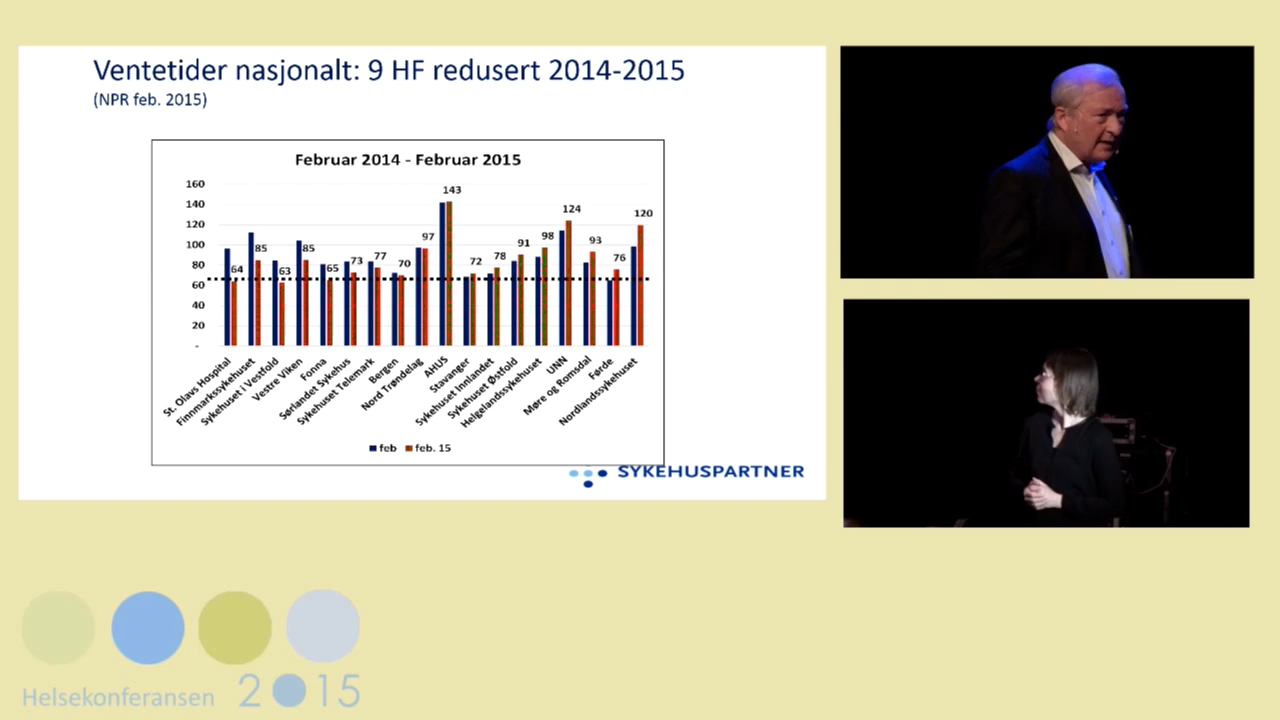 Ventetider nasjonalt: 9 HF redusert 2014-2015
(NPR feb. 2015)
Februar 2014 - Februar 2015
160
140
120
100
80
60
40
20
-
64
85
63
85
65
73
77
70
97
143
72
78
91
98
124
93
76
120
St. Olavs Hospital
Finnmarkssykehuset
Sykehuset i Vestfold
Vestre Viken
Fonna
Sørlandet Sykehus
Sykehuset Telemark
Bergen
Nord Trøndelag
AHUS
Stavanger
Sykehuset Innlandet
Sykehuset Østfold
Helgelandssykehuset
UNN
Møre og Romsdal
Førde
Nordlandssykehuset
feb feb. 15
SYKEHUSPARTNER
Helsekonferansen 2015